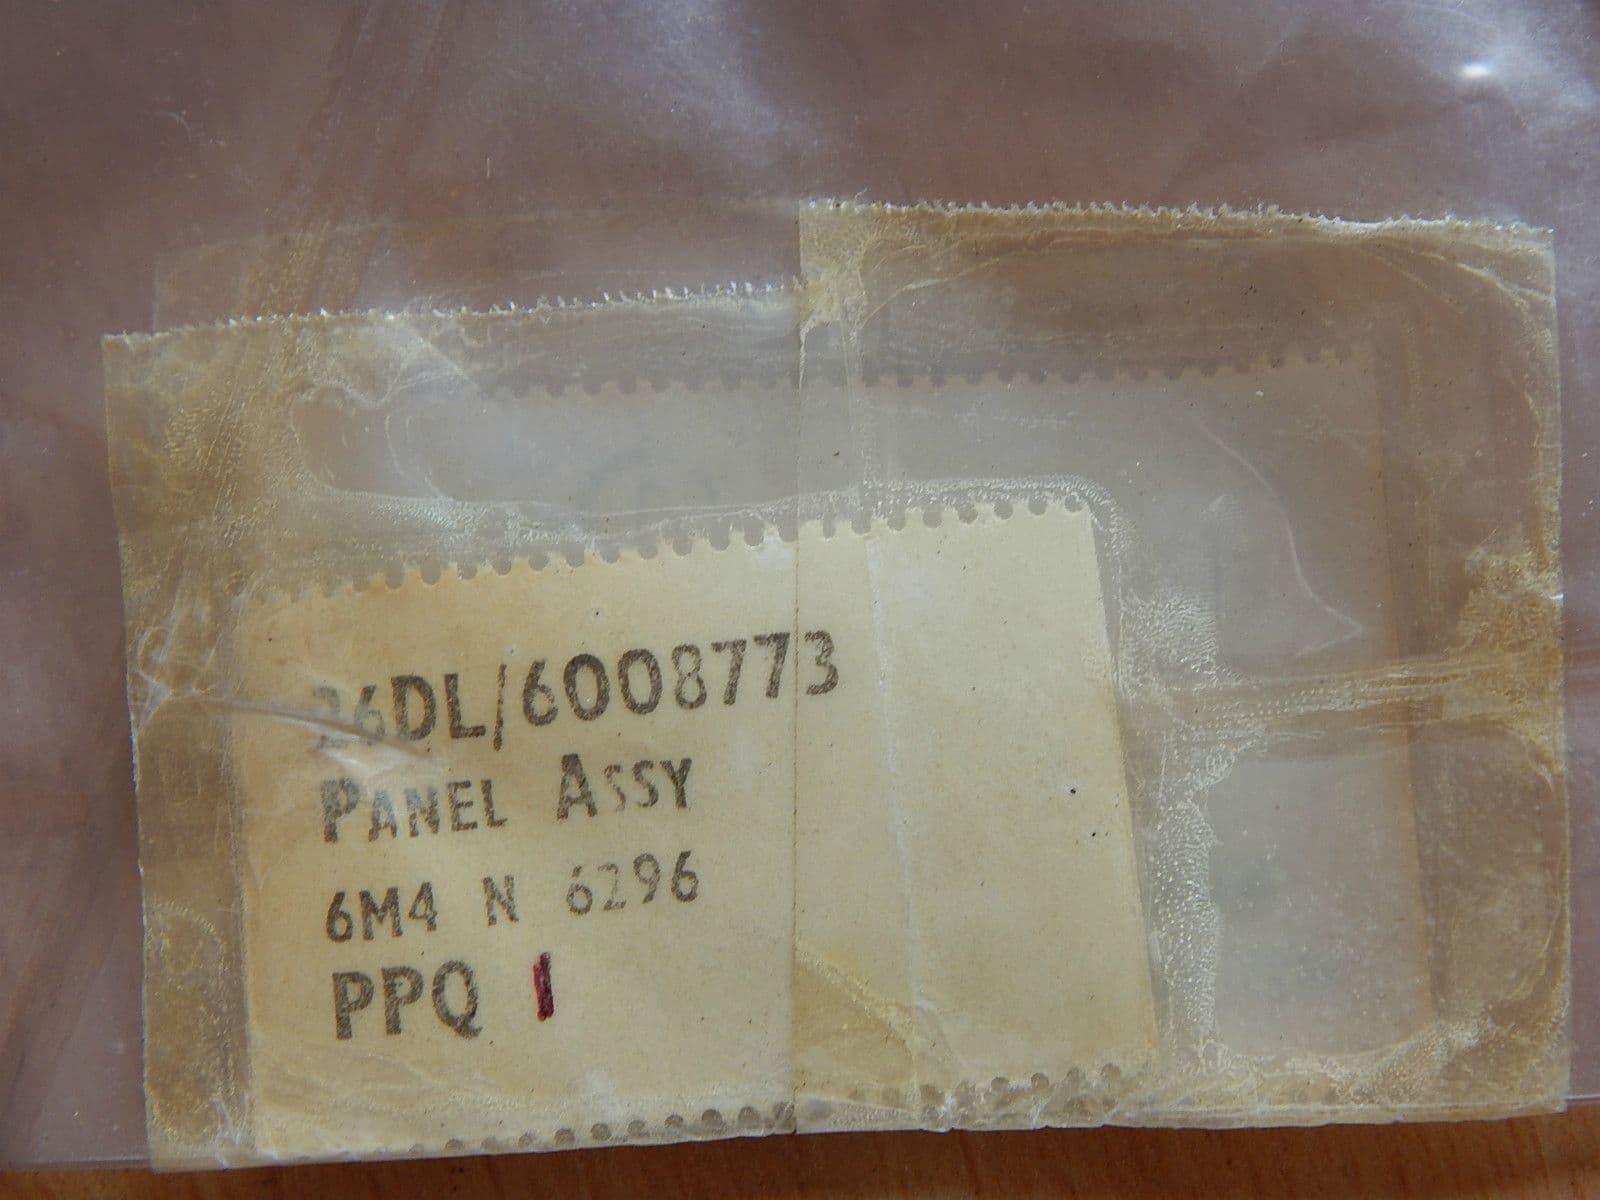 26DL/6008773
PANEL ASSY
6M4 N 6296
PPQ 1